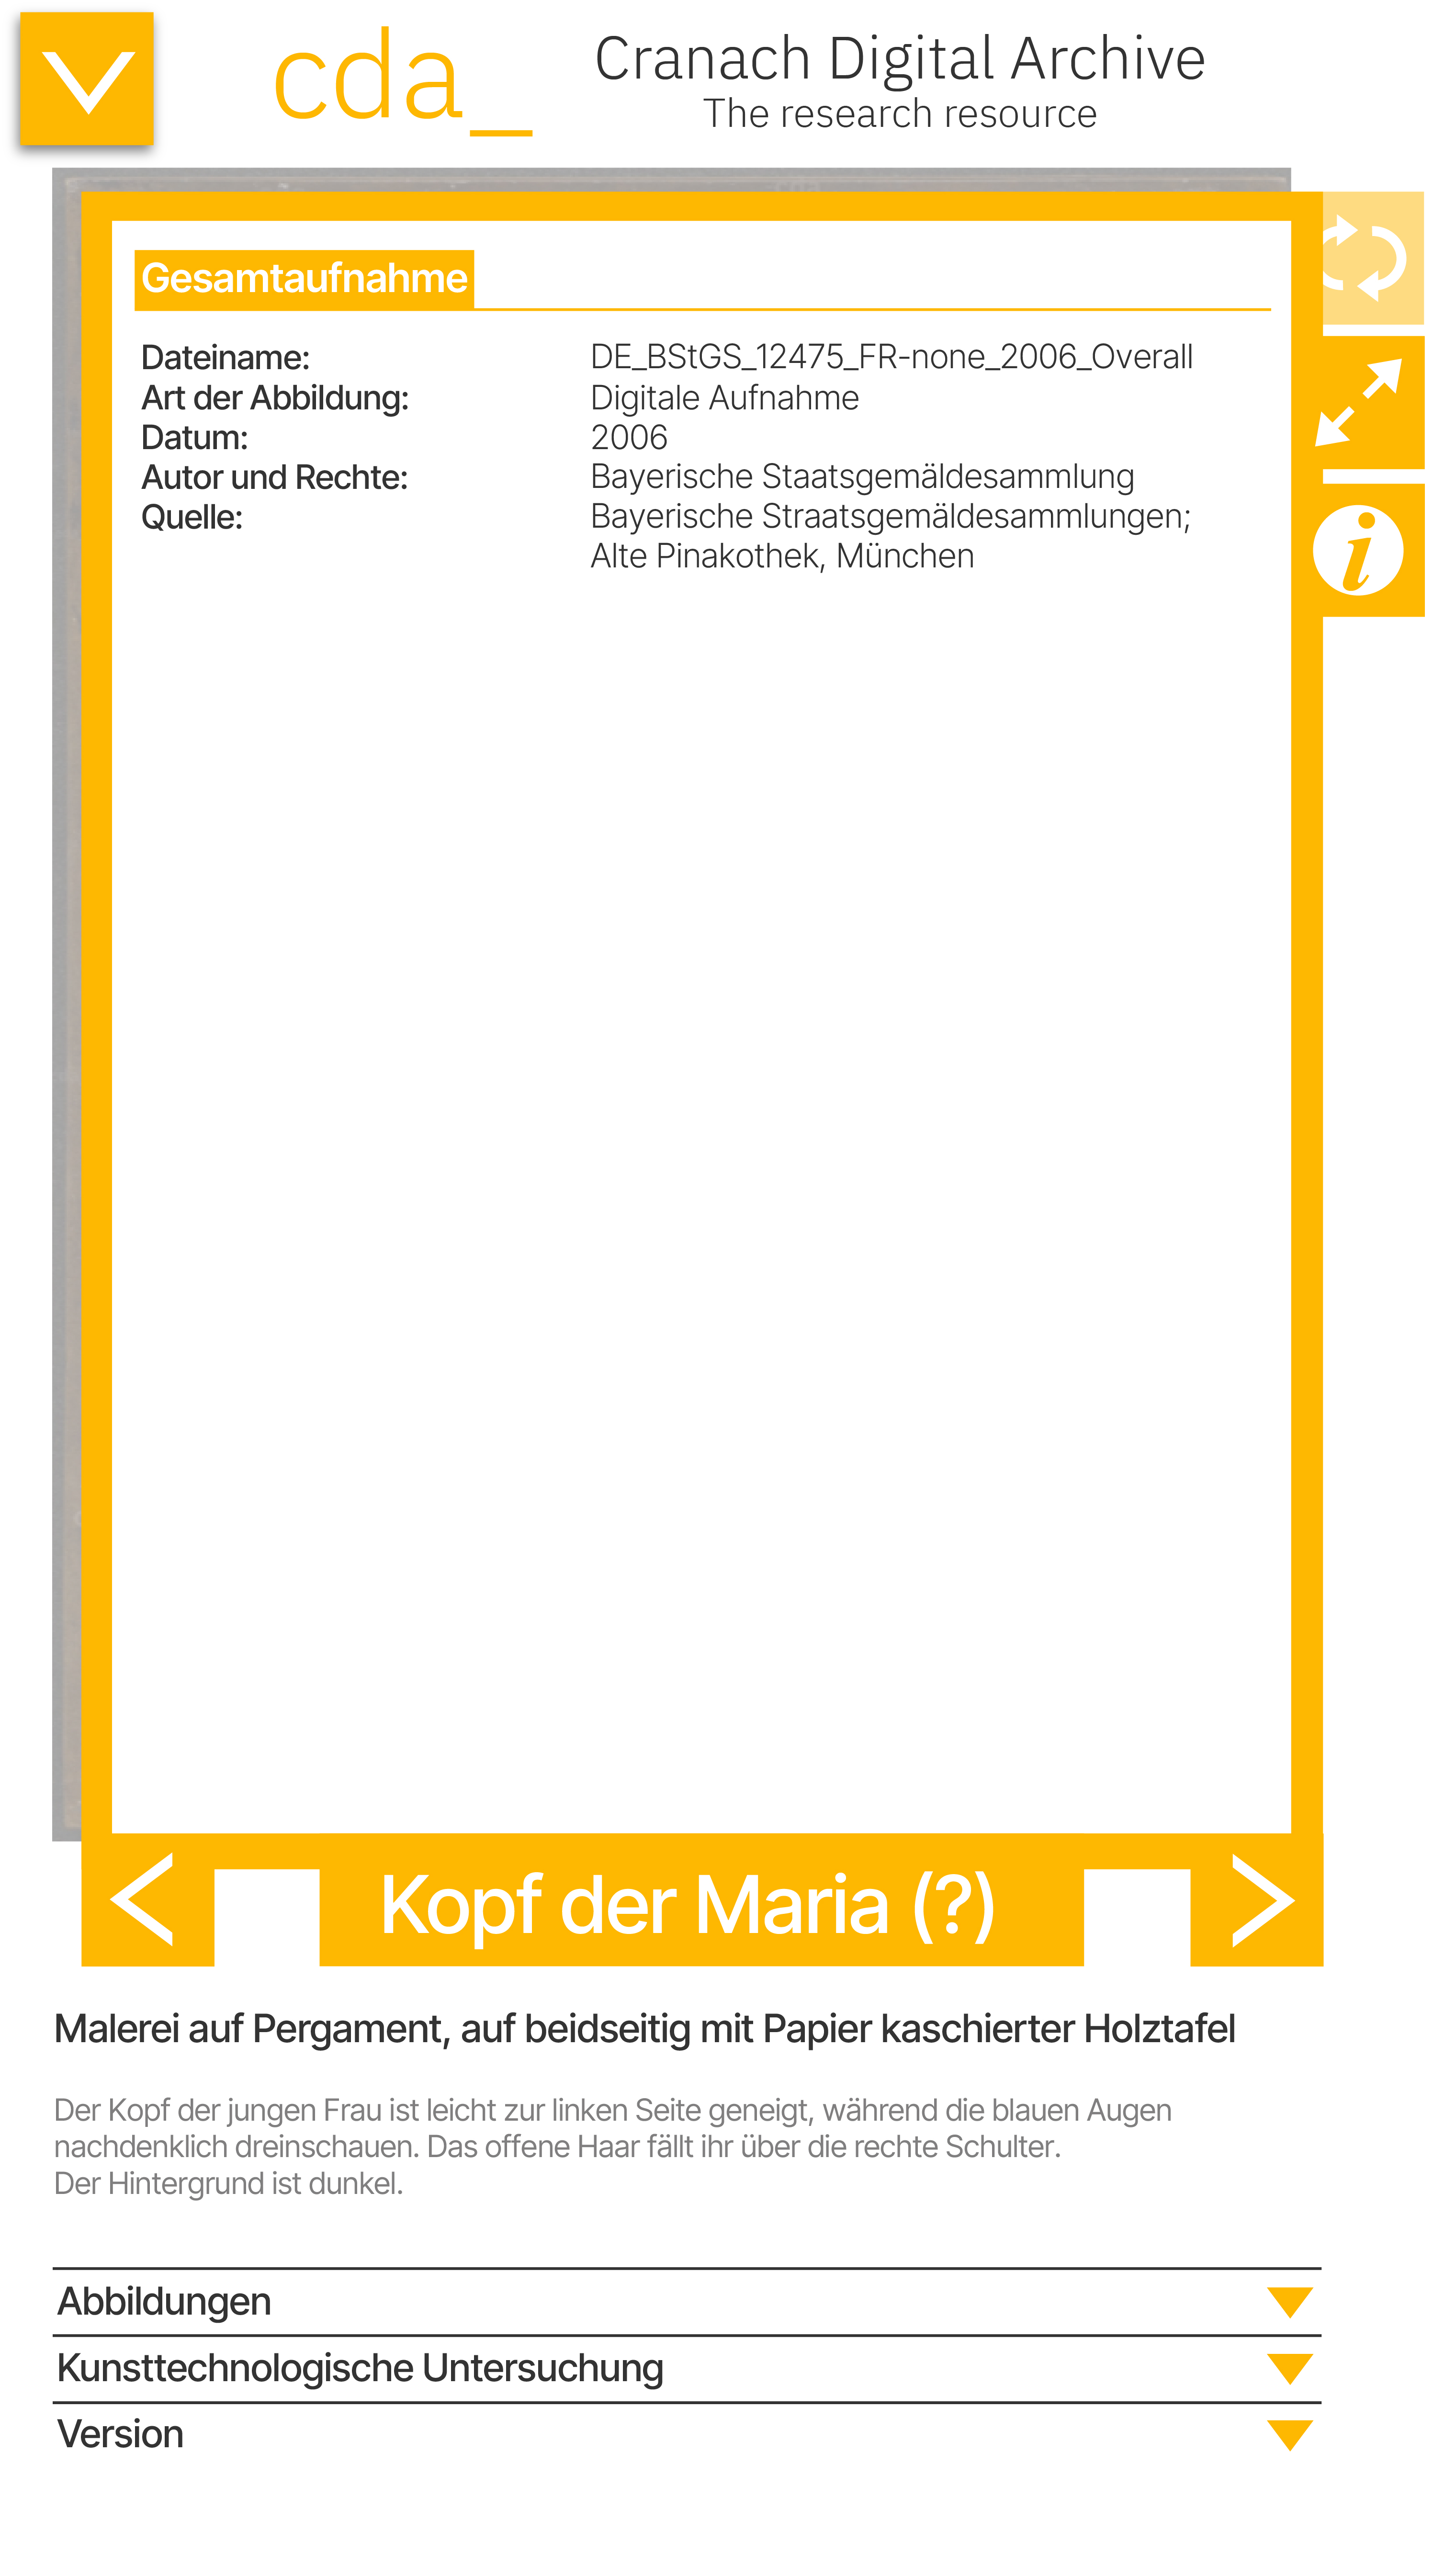 cda_
Cranach Digital Archive
The research resource
Gesamtaufnahme
Dateiname: DE_BStGS_12475_FR-none_2006_Overall
Art der Abbildung: Digitale Aufnahme
Datum: 2006
Autor und Rechte: Bayerische Staatsgemäldesammlung
Quelle: Bayerische Straatsgemäldesammlungen;
Alte Pinakothek, München
i
Kopf der Maria (?)
Malerei auf Pergament, auf beidseitig mit Papier kaschierter Holztafel
Der Kopf der jungen Frau ist leicht zur linken Seite geneigt, während die blauen Augen
nachdenklich dreinschauen. Das offene Haar fällt ihr über die rechte Schulter.
Der Hintergrund ist dunkel.
Abbildungen
Kunsttechnologische Untersuchung
Version